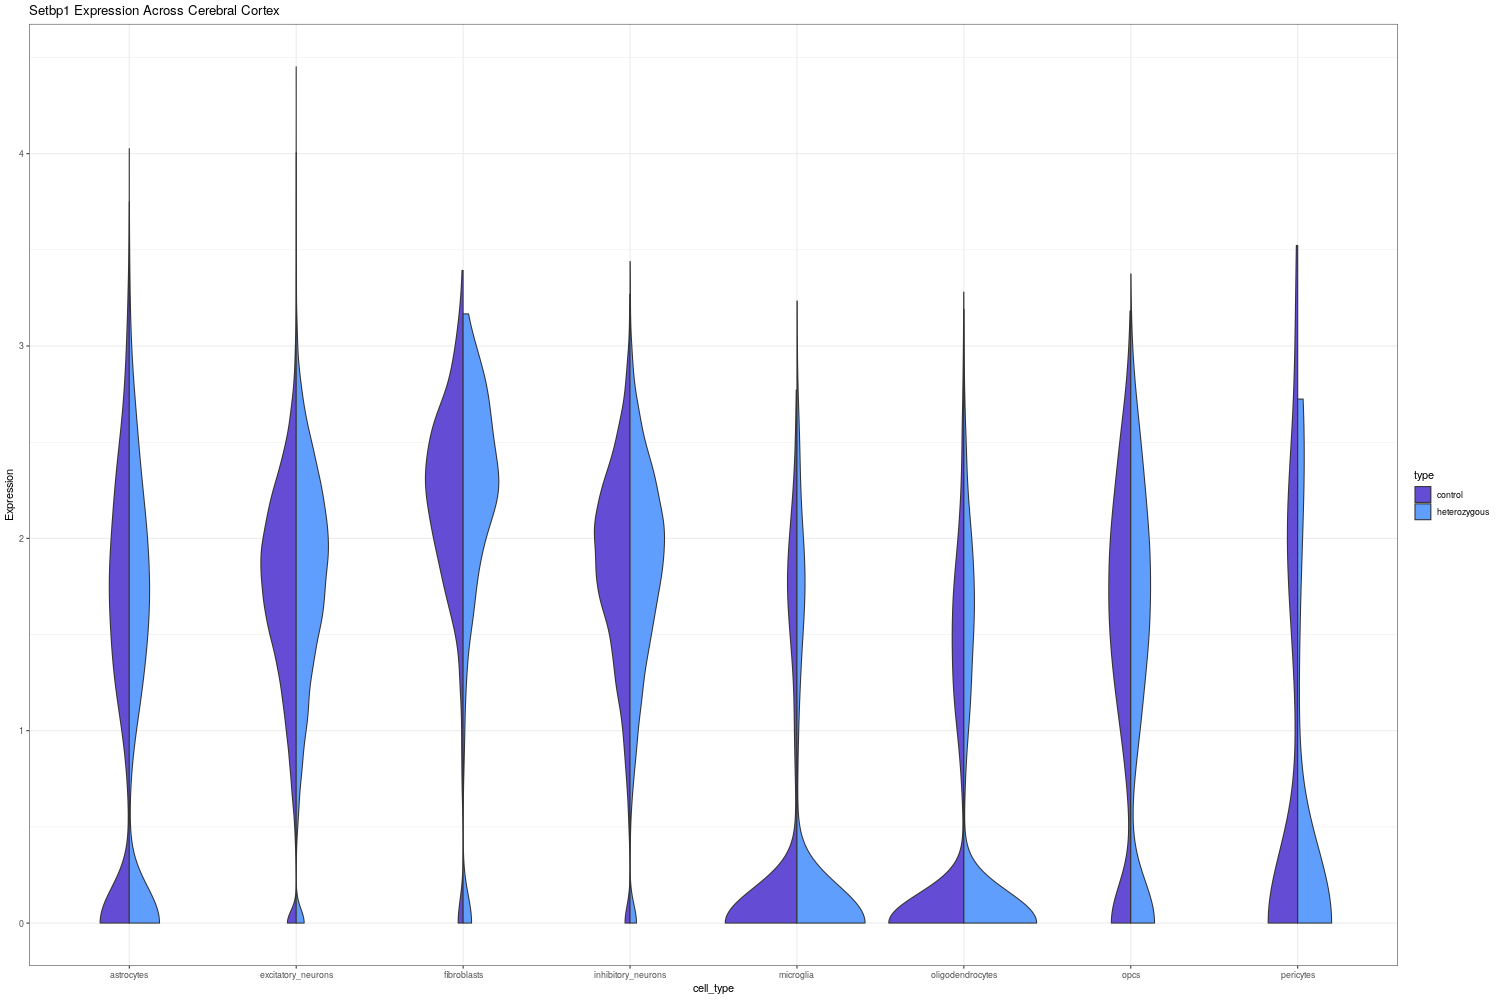 Setbp1 Expression Across Cerebral Cortex
4
3
2
1
0
Expression
astrocytes
excitatory_neurons
fibroblasts
inhibitory_neurons
microglia
oligodendrocytes
opcs
pericytes
cell_type
type
control
heterozygous